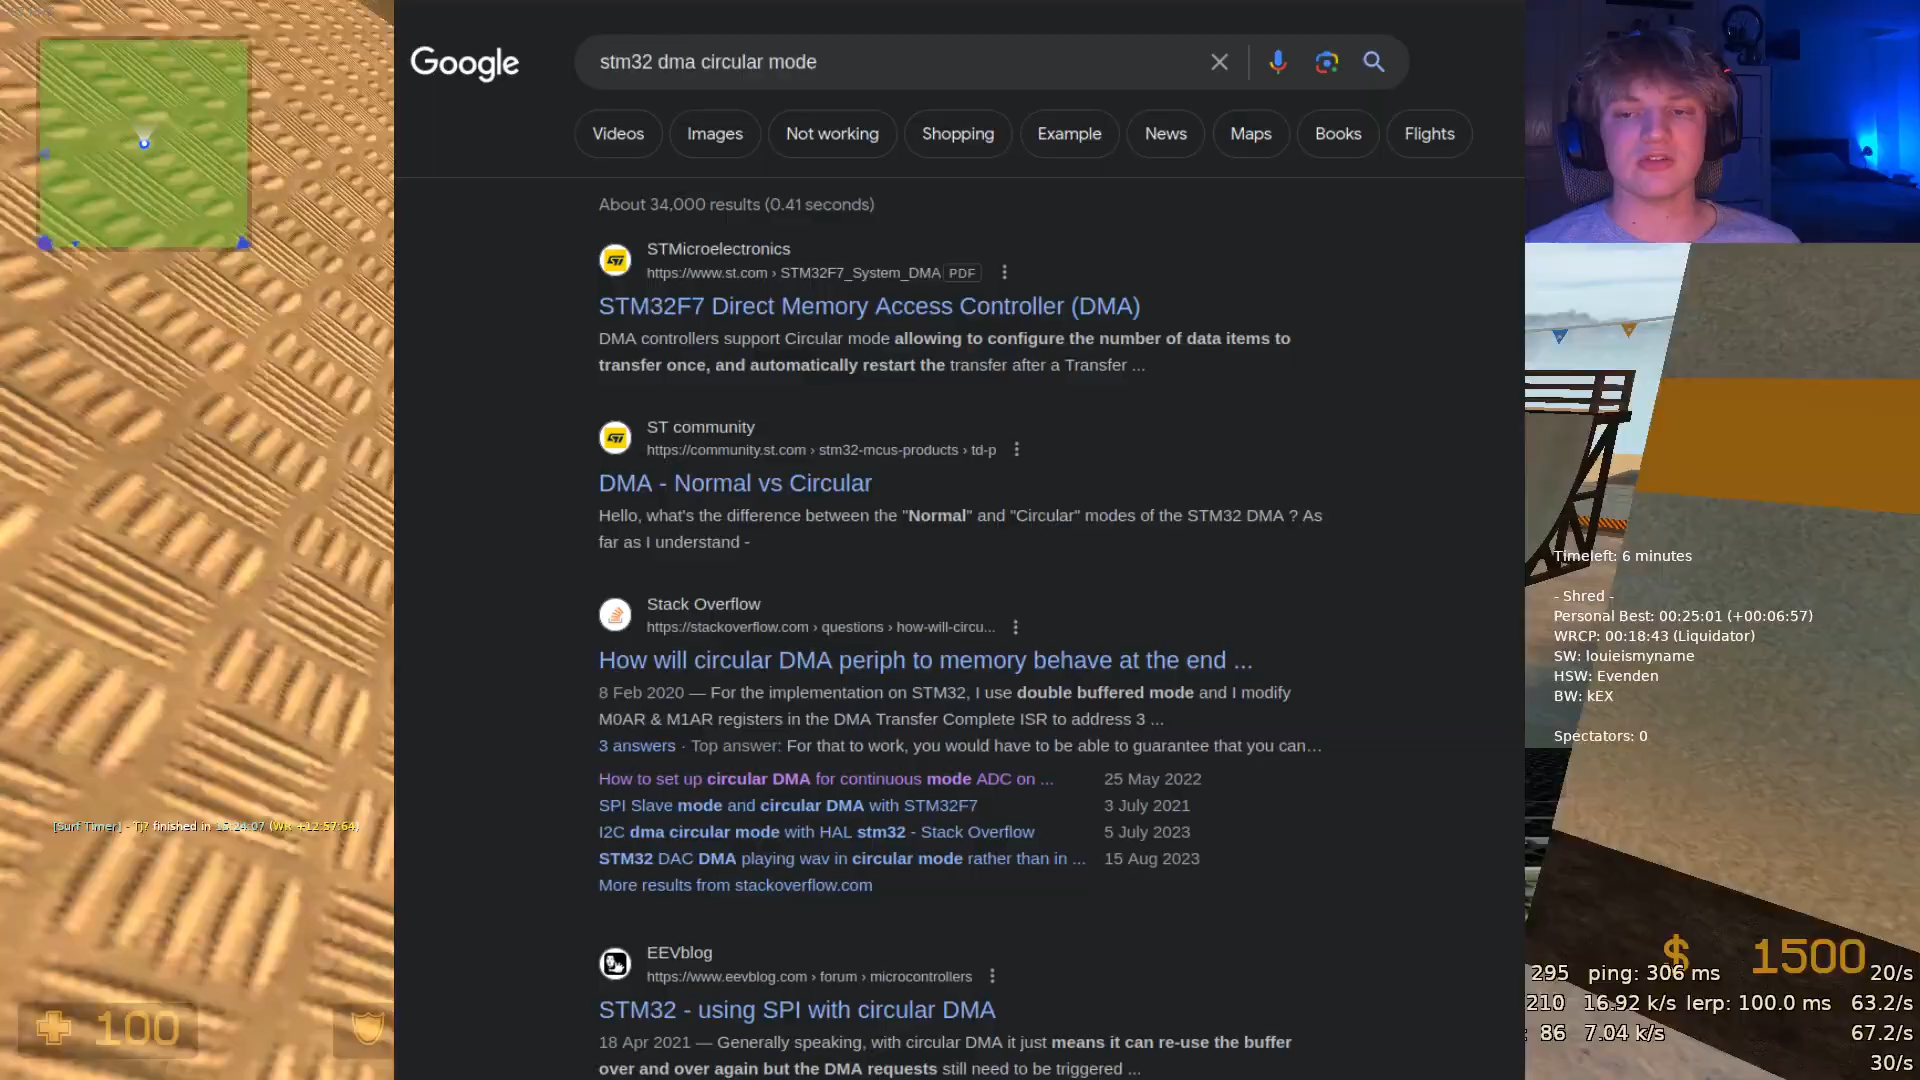 Google
stm32 dma circular mode
Videos
Images
Not working
Shopping
Example
News
Maps
Books
Flights
About 34,000 results (0.41 seconds)
STMicroelectronics
https://www.st.com › STM32F7_System_DMA PDF
STM32F7 Direct Memory Access Controller (DMA)
DMA controllers support Circular mode allowing to configure the number of data items to
transfer once, and automatically restart the transfer after a Transfer ...
ST community
https://community.st.com › stm32-mcus-products › td-p
DMA - Normal vs Circular
Hello, what's the difference between the "Normal" and "Circular" modes of the STM32 DMA ? As
far as I understand -
Stack Overflow
https://stackoverflow.com › questions › how-will-circu...
How will circular DMA periph to memory behave at the end ...
8 Feb 2020 — For the implementation on STM32, I use double buffered mode and I modify
M0AR & M1AR registers in the DMA Transfer Complete ISR to address 3 ...
3 answers · Top answer: For that to work, you would have to be able to guarantee that you can...
How to set up circular DMA for continuous mode ADC on ... 25 May 2022
SPI Slave mode and circular DMA with STM32F7 3 July 2021
I2C dma circular mode with HAL stm32 - Stack Overflow 5 July 2023
STM32 DAC DMA playing wav in circular mode rather than in ... 15 Aug 2023
More results from stackoverflow.com
EEVblog
https://www.eevblog.com › forum › microcontrollers
STM32 - using SPI with circular DMA
18 Apr 2021 — Generally speaking, with circular DMA it just means it can re-use the buffer
over and over again but the DMA requests still need to be triggered ...
[Surf Timer] - Tj? finished in 15:24:07 (WR +12:57:64)
100
Timeleft: 6 minutes
- Shred -
Personal Best: 00:25:01 (+00:06:57)
WRCP: 00:18:43 (Liquidator)
SW: louieismyname
HSW: Evenden
BW: kEX
Spectators: 0
$ 1500
295 ping: 306 ms 20/s
210 16.92 k/s lerp: 100.0 ms 63.2/s
: 86 7.04 k/s 67.2/s
30/s